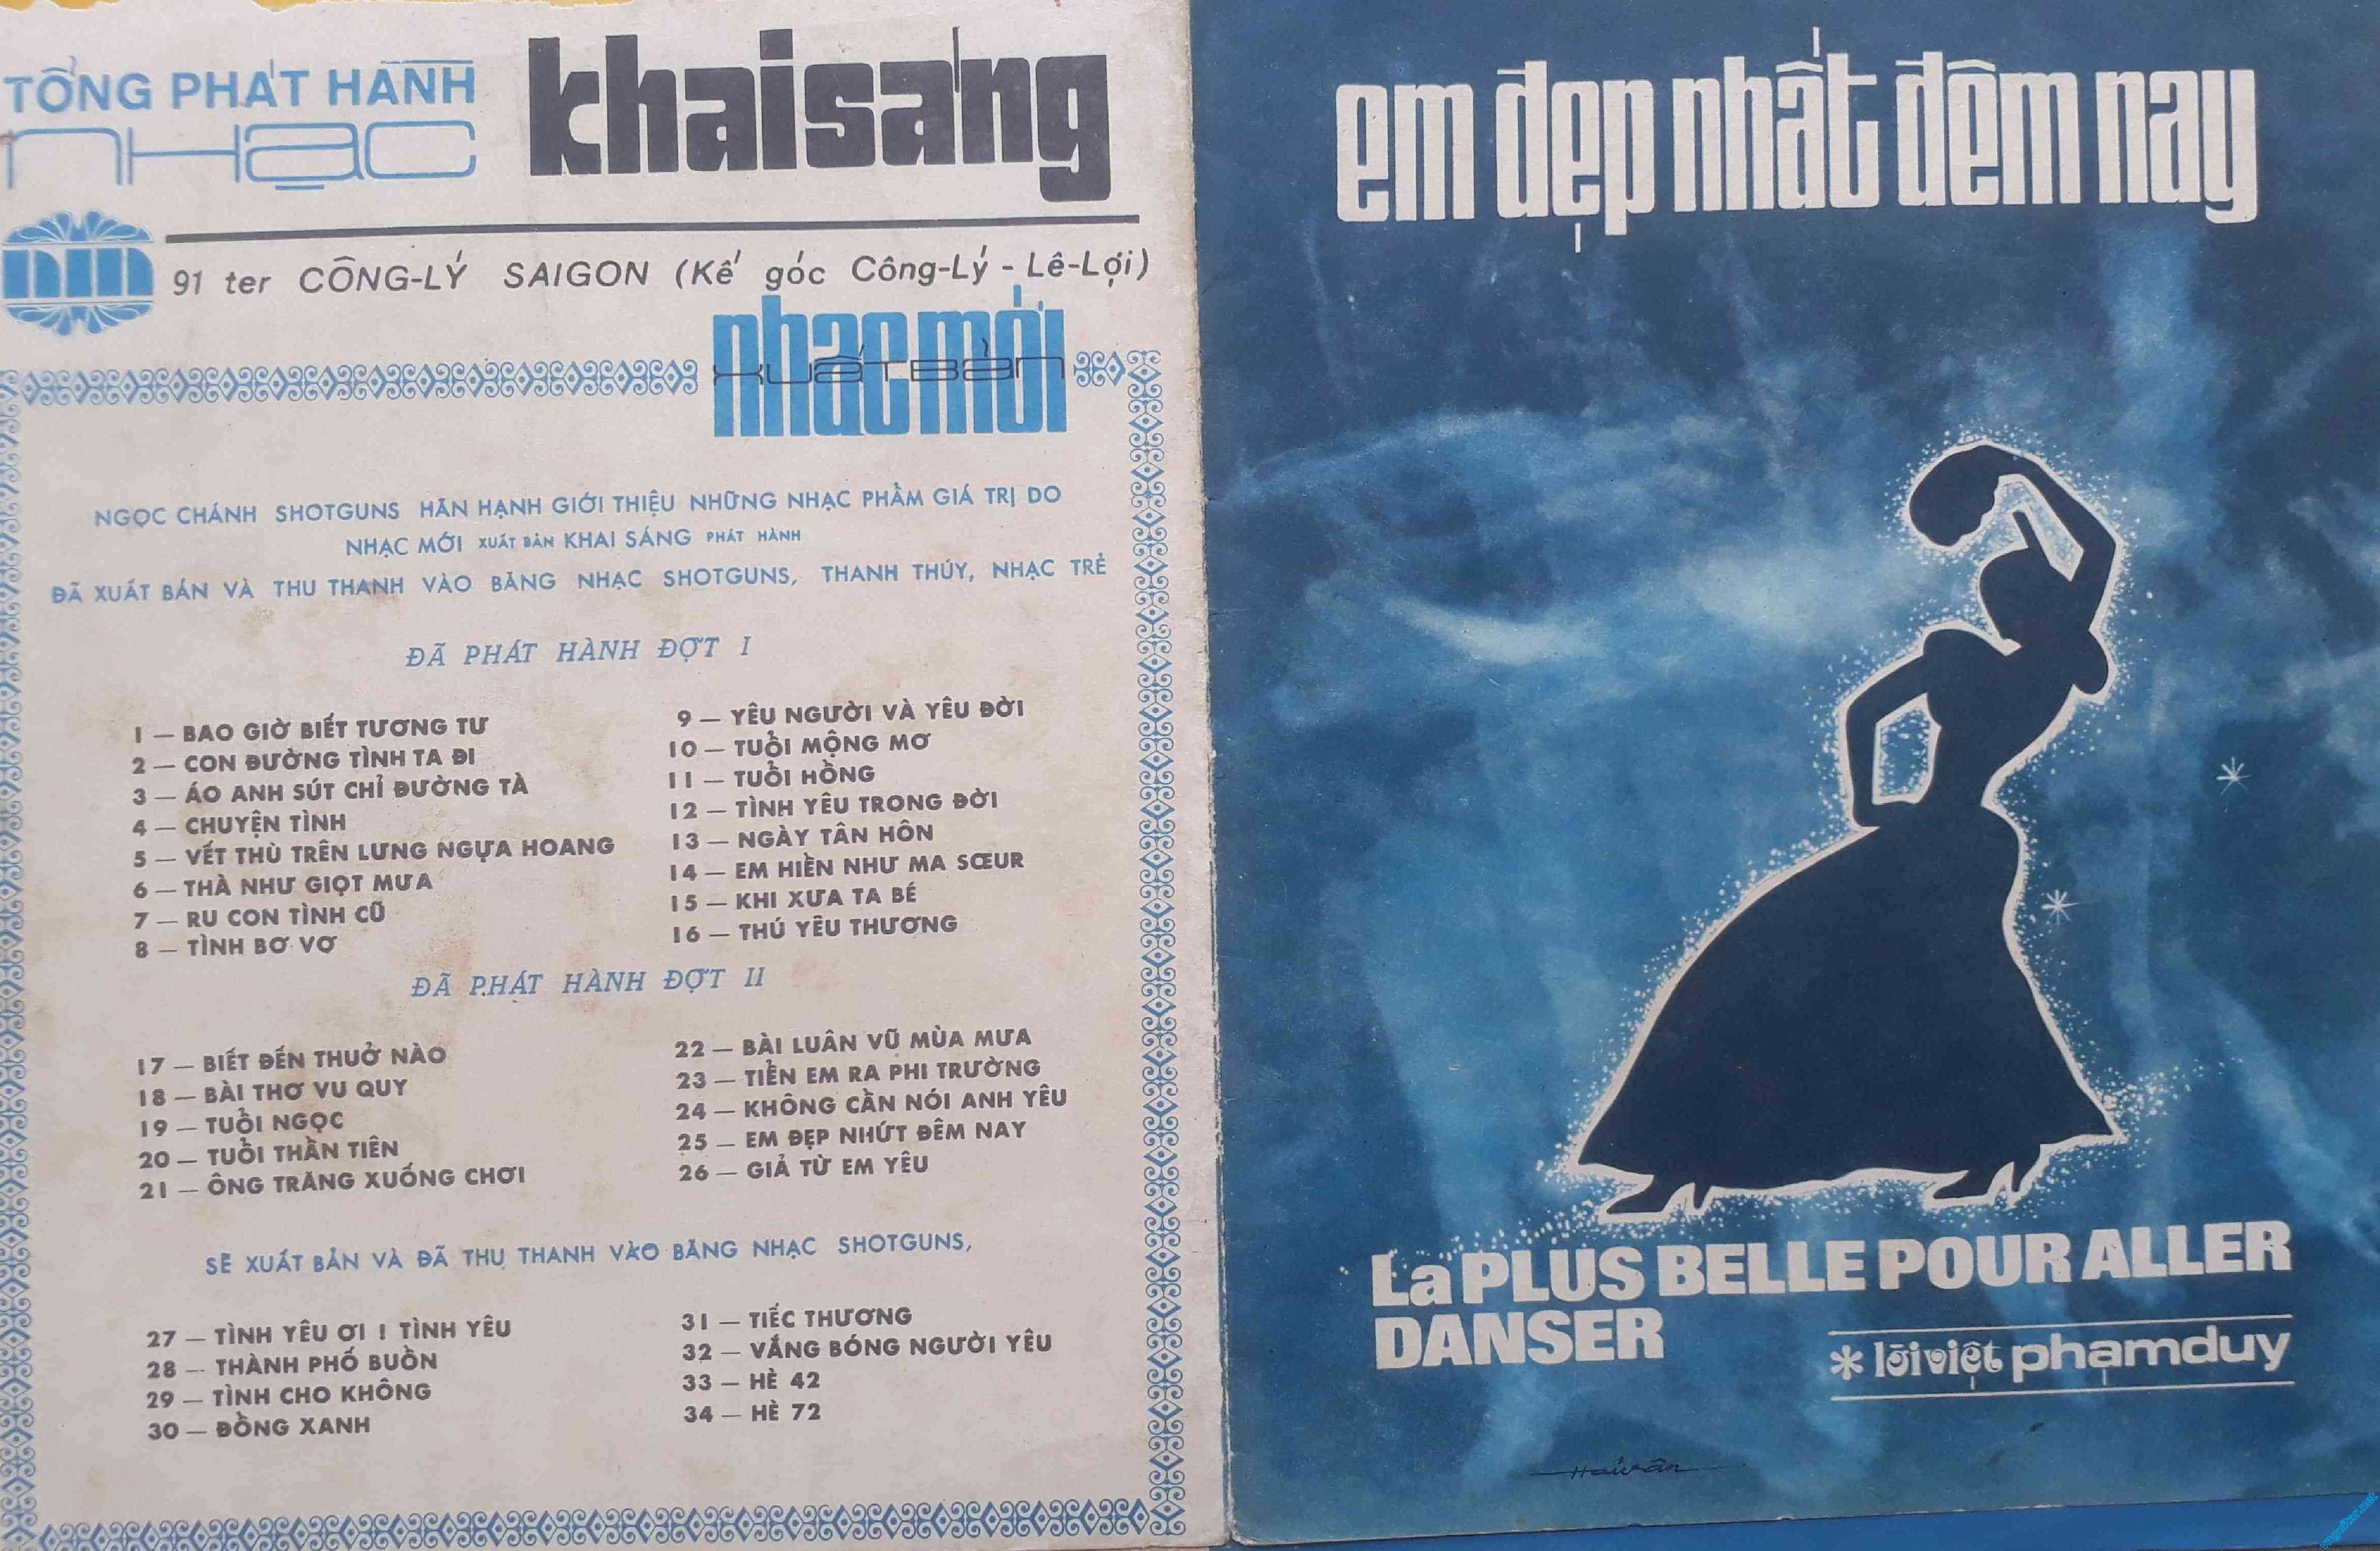 TỔNG PHÁT HÀNH
NHẠC
khaisáng
nm
91 ter CÔNG-LÝ SAIGON (Kế góc Công-Lý - Lê-Lợi)
nhạc mới
XUẤT BẢN
NGỌC CHÁNH SHOTGUNS HÂN HẠNH GIỚI THIỆU NHỮNG NHẠC PHẨM GIÁ TRỊ DO
NHẠC MỚI XUẤT BẢN KHAI SÁNG PHÁT HÀNH
ĐÃ XUẤT BẢN VÀ THU THANH VÀO BĂNG NHẠC SHOTGUNS, THANH THÚY, NHẠC TRẺ
ĐÃ PHÁT HÀNH ĐỢT I
1 — BAO GIỜ BIẾT TƯƠNG TƯ
2 — CON ĐƯỜNG TÌNH TA ĐI
3 — ÁO ANH SÚT CHỈ ĐƯỜNG TÀ
4 — CHUYỆN TÌNH
5 — VẾT THÙ TRÊN LƯNG NGỰA HOANG
6 — THÀ NHƯ GIỌT MƯA
7 — RU CON TÌNH CŨ
8 — TÌNH BƠ VƠ
9 — YÊU NGƯỜI VÀ YÊU ĐỜI
10 — TUỔI MỘNG MƠ
11 — TUỔI HỒNG
12 — TÌNH YÊU TRONG ĐỜI
13 — NGÀY TÂN HÔN
14 — EM HIỀN NHƯ MA SŒUR
15 — KHI XƯA TA BÉ
16 — THÚ YÊU THƯƠNG
ĐÃ PHÁT HÀNH ĐỢT II
17 — BIẾT ĐẾN THUỞ NÀO
18 — BÀI THƠ VU QUY
19 — TUỔI NGỌC
20 — TUỔI THẦN TIÊN
21 — ÔNG TRĂNG XUỐNG CHƠI
22 — BÀI LUÂN VŨ MÙA MƯA
23 — TIỄN EM RA PHI TRƯỜNG
24 — KHÔNG CẦN NÓI ANH YÊU
25 — EM ĐẸP NHỨT ĐÊM NAY
26 — GIẢ TỪ EM YÊU
SẼ XUẤT BẢN VÀ ĐÃ THU THANH VÀO BĂNG NHẠC SHOTGUNS,
27 — TÌNH YÊU ƠI ! TÌNH YÊU
28 — THÀNH PHỐ BUỒN
29 — TÌNH CHO KHÔNG
30 — ĐỒNG XANH
31 — TIẾC THƯƠNG
32 — VẮNG BÓNG NGƯỜI YÊU
33 — HÈ 42
34 — HÈ 72
em đẹp nhất đêm nay
La PLUS BELLE POUR ALLER
DANSER
* lời việt phạmduy